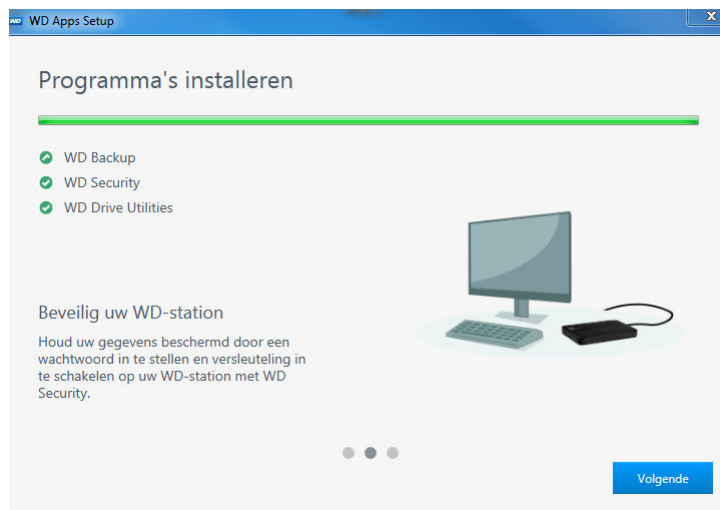 WD WD Apps Setup
Programma's installeren
WD Backup
WD Security
WD Drive Utilities
Beveilig uw WD-station
Houd uw gegevens beschermd door een
wachtwoord in te stellen en versleuteling in
te schakelen op uw WD-station met WD
Security.
Volgende